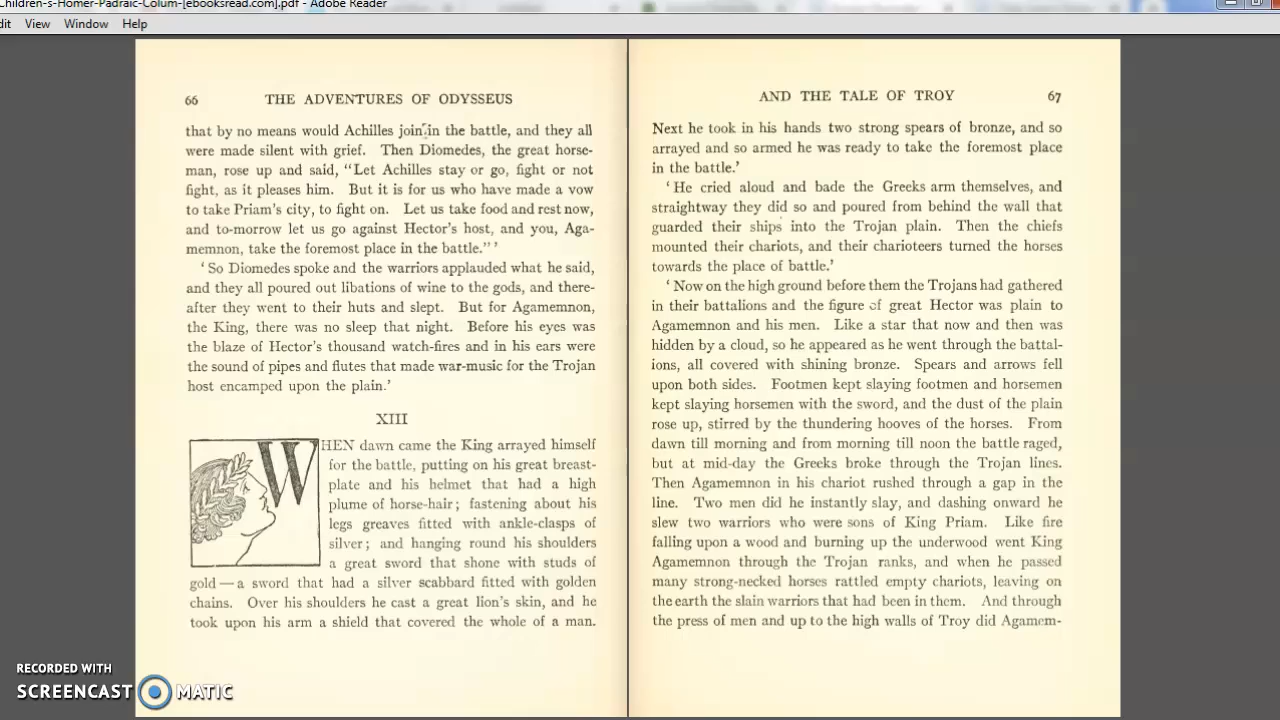 Children-s-Homer-Padraic-Colum-[ebooksread.com].pdf - Adobe Reader
dit View Window Help
66 THE ADVENTURES OF ODYSSEUS
that by no means would Achilles join in the battle, and they all
were made silent with grief. Then Diomedes, the great horse-
man, rose up and said, "Let Achilles stay or go, fight or not
fight, as it pleases him. But it is for us who have made a vow
to take Priam's city, to fight on. Let us take food and rest now,
and to-morrow let us go against Hector's host, and you, Aga-
memnon, take the foremost place in the battle."'
'So Diomedes spoke and the warriors applauded what he said,
and they all poured out libations of wine to the gods, and there-
after they went to their huts and slept. But for Agamemnon,
the King, there was no sleep that night. Before his eyes was
the blaze of Hector's thousand watch-fires and in his ears were
the sound of pipes and flutes that made war-music for the Trojan
host encamped upon the plain.'
XIII
WHEN dawn came the King arrayed himself
for the battle, putting on his great breast-
plate and his helmet that had a high
plume of horse-hair; fastening about his
legs greaves fitted with ankle-clasps of
silver; and hanging round his shoulders
a great sword that shone with studs of
gold — a sword that had a silver scabbard fitted with golden
chains. Over his shoulders he cast a great lion's skin, and he
took upon his arm a shield that covered the whole of a man.
AND THE TALE OF TROY 67
Next he took in his hands two strong spears of bronze, and so
arrayed and so armed he was ready to take the foremost place
in the battle.'
'He cried aloud and bade the Greeks arm themselves, and
straightway they did so and poured from behind the wall that
guarded their ships into the Trojan plain. Then the chiefs
mounted their chariots, and their charioteers turned the horses
towards the place of battle.'
'Now on the high ground before them the Trojans had gathered
in their battalions and the figure of great Hector was plain to
Agamemnon and his men. Like a star that now and then was
hidden by a cloud, so he appeared as he went through the battal-
ions, all covered with shining bronze. Spears and arrows fell
upon both sides. Footmen kept slaying footmen and horsemen
kept slaying horsemen with the sword, and the dust of the plain
rose up, stirred by the thundering hooves of the horses. From
dawn till morning and from morning till noon the battle raged,
but at mid-day the Greeks broke through the Trojan lines.
Then Agamemnon in his chariot rushed through a gap in the
line. Two men did he instantly slay, and dashing onward he
slew two warriors who were sons of King Priam. Like fire
falling upon a wood and burning up the underwood went King
Agamemnon through the Trojan ranks, and when he passed
many strong-necked horses rattled empty chariots, leaving on
the earth the slain warriors that had been in them. And through
the press of men and up to the high walls of Troy did Agamem-
RECORDED WITH
SCREENCAST MATIC